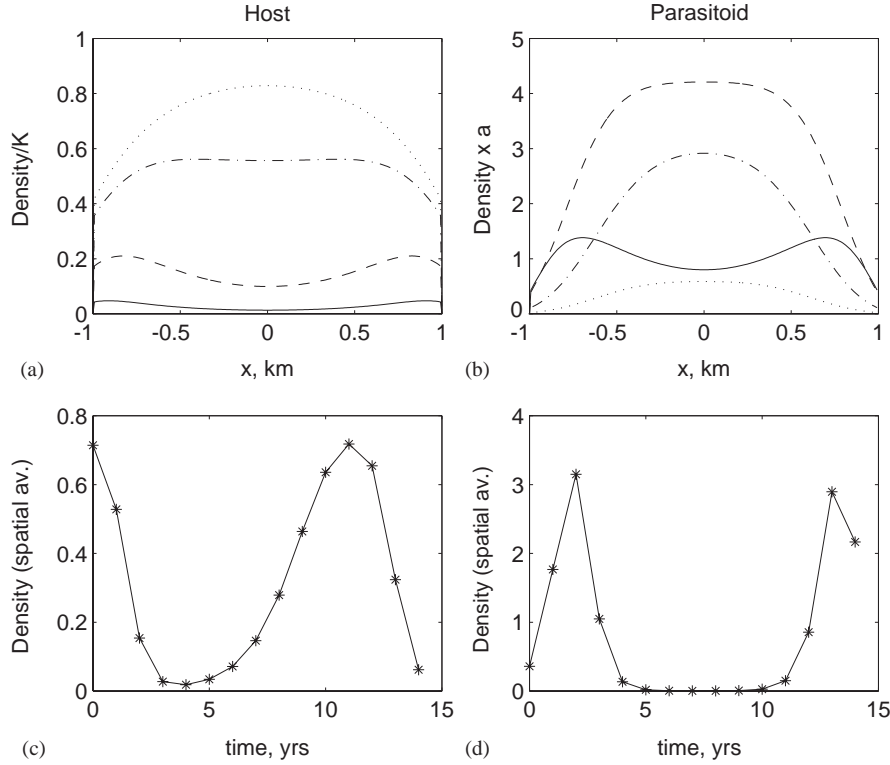 Host
Parasitoid
1
0.8
0.6
0.4
0.2
0
Density/K
-1
-0.5
0
0.5
1
(a)
x, km
5
4
3
2
1
0
Density x a
-1
-0.5
0
0.5
1
(b)
x, km
0.8
0.6
0.4
0.2
0
Density (spatial av.)
0
5
10
15
(c)
time, yrs
4
3
2
1
0
Density (spatial av.)
0
5
10
15
(d)
time, yrs